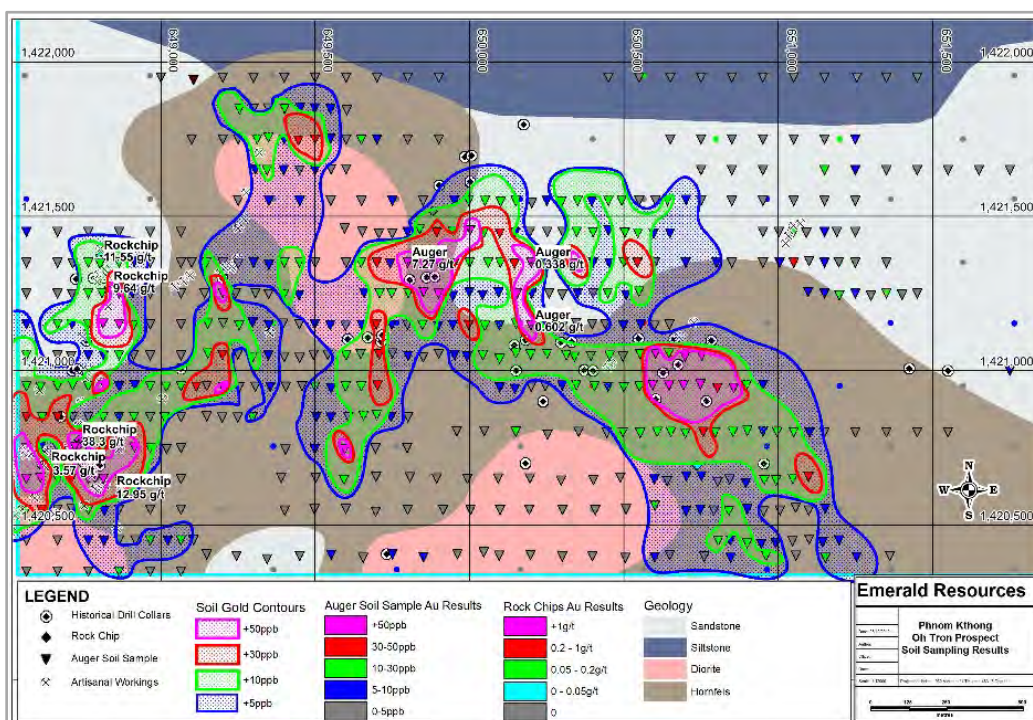 649,000
649,500
650,000
650,500
651,000
651,500
1,422,000
1,422,000
1,421,500
1,421,500
1,421,000
1,421,000
1,420,500
1,420,500
Rockchip
11.55 g/t
Rockchip
9.64 g/t
Auger
7.27 g/t
Auger
0.338 g/t
Auger
0.602 g/t
Rockchip
38.3 g/t
Rockchip
3.57 g/t
Rockchip
12.95 g/t
N
W E
S
LEGEND
Historical Drill Collars
Rock Chip
Auger Soil Sample
Artisanal Workings
Soil Gold Contours
+50ppb
+30ppb
+10ppb
+5ppb
Auger Soil Sample Au Results
+50ppb
30-50ppb
10-30ppb
5-10ppb
0-5ppb
Rock Chips Au Results
+1g/t
0.2 - 1g/t
0.05 - 0.2g/t
0 - 0.05g/t
0
Geology
Sandstone
Siltstone
Diorite
Hornfels
Emerald Resources
Phnom Kthong
Oh Tron Prospect
Soil Sampling Results